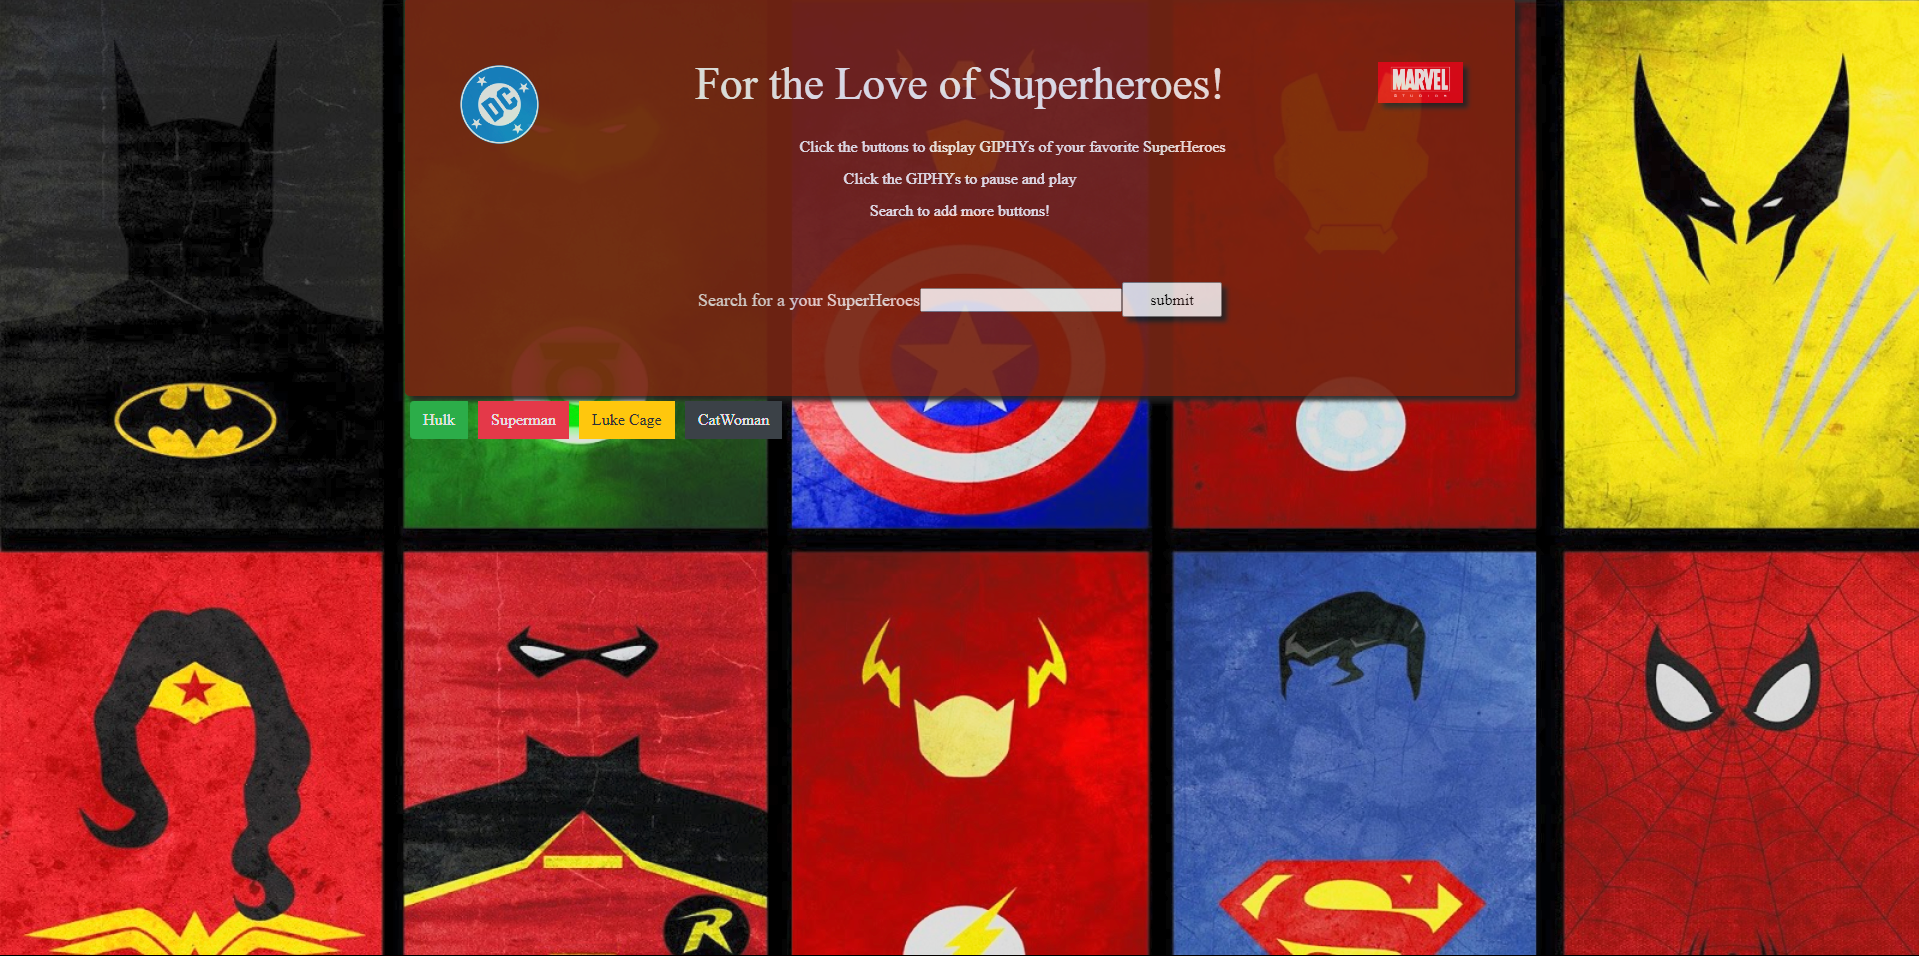 DC
For the Love of Superheroes!
MARVEL
STUDIOS
Click the buttons to display GIPHYs of your favorite SuperHeroes
Click the GIPHYs to pause and play
Search to add more buttons!
Search for a your SuperHeroes submit
Hulk Superman Luke Cage CatWoman
R
S